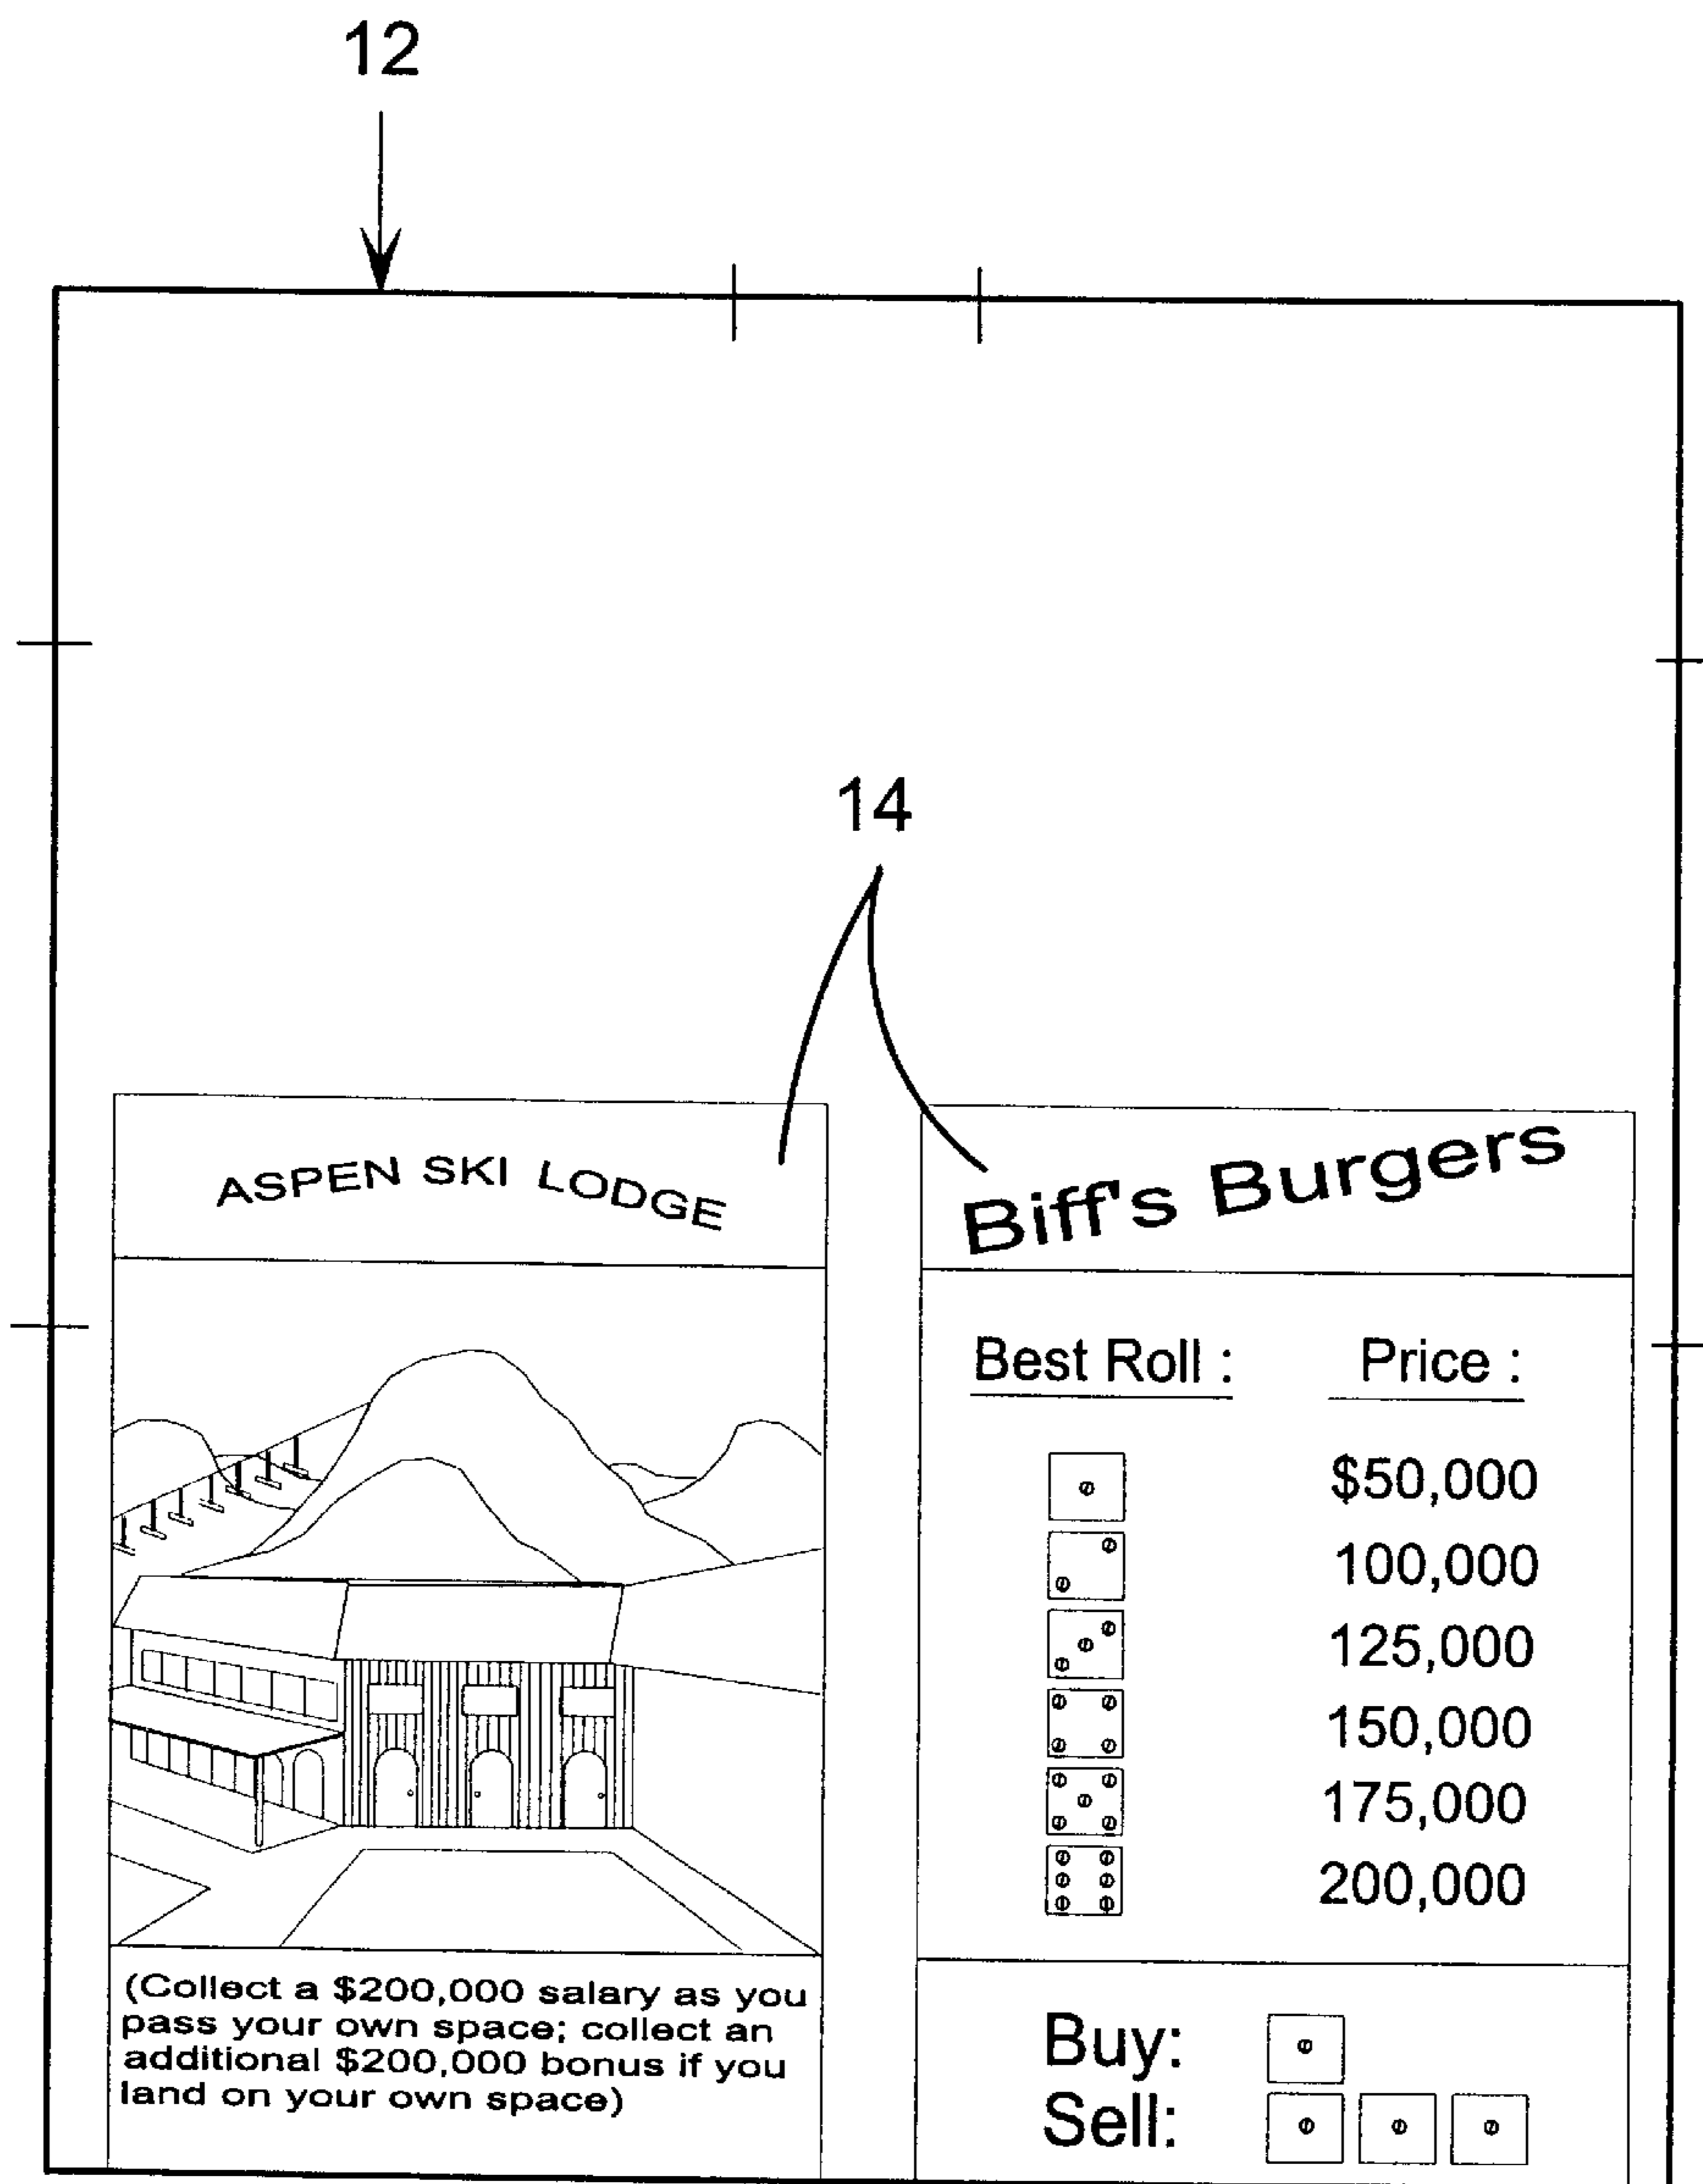 12
14
ASPEN SKI LODGE
(Collect a $200,000 salary as you
pass your own space; collect an
additional $200,000 bonus if you
land on your own space)
Biff's Burgers
Best Roll : Price :
$50,000
100,000
125,000
150,000
175,000
200,000
Buy:
Sell: